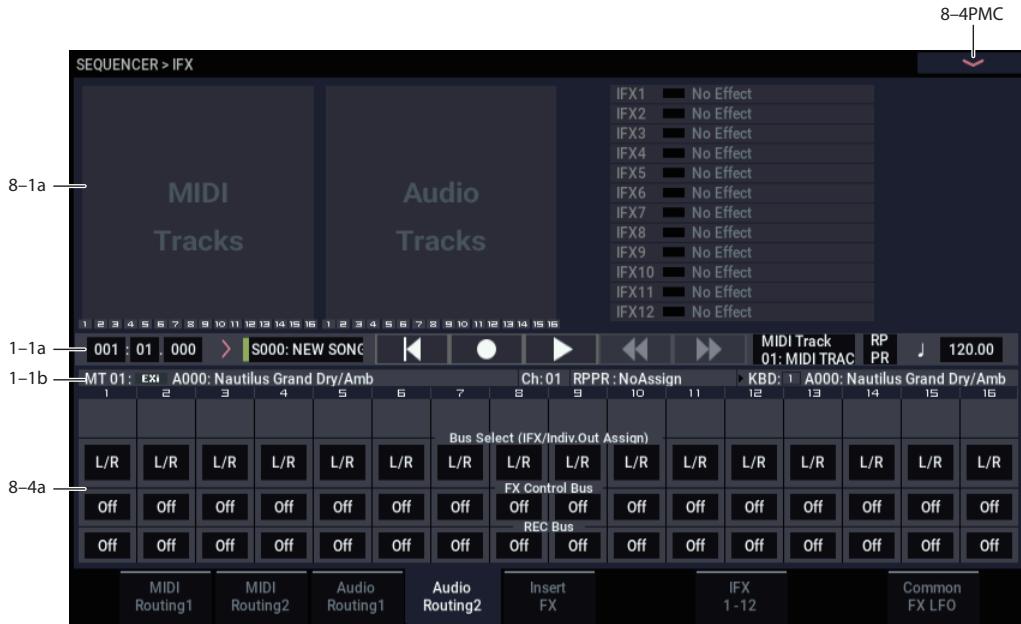 8–4PMC
SEQUENCER > IFX
IFX1 No Effect
IFX2 No Effect
IFX3 No Effect
IFX4 No Effect
IFX5 No Effect
IFX6 No Effect
IFX7 No Effect
IFX8 No Effect
IFX9 No Effect
IFX10 No Effect
IFX11 No Effect
IFX12 No Effect
8–1a
MIDI
Tracks
Audio
Tracks
1 2 3 4 5 6 7 8 9 10 11 12 13 14 15 16 1 2 3 4 5 6 7 8 9 10 11 12 13 14 15 16
1–1a
001 : 01 . 000 S000: NEW SONG
MIDI Track
01: MIDI TRAC
RP
PR
♩ 120.00
1–1b
MT 01: EXi A000: Nautilus Grand Dry/Amb Ch: 01 RPPR : NoAssign KBD: 1 A000: Nautilus Grand Dry/Amb
1 2 3 4 5 6 7 8 9 10 11 12 13 14 15 16
Bus Select (IFX/Indiv.Out Assign)
L/R L/R L/R L/R L/R L/R L/R L/R L/R L/R L/R L/R L/R L/R L/R L/R
8–4a
FX Control Bus
Off Off Off Off Off Off Off Off Off Off Off Off Off Off Off Off
REC Bus
Off Off Off Off Off Off Off Off Off Off Off Off Off Off Off Off
MIDI
Routing1
MIDI
Routing2
Audio
Routing1
Audio
Routing2
Insert
FX
IFX
1 -12
Common
FX LFO